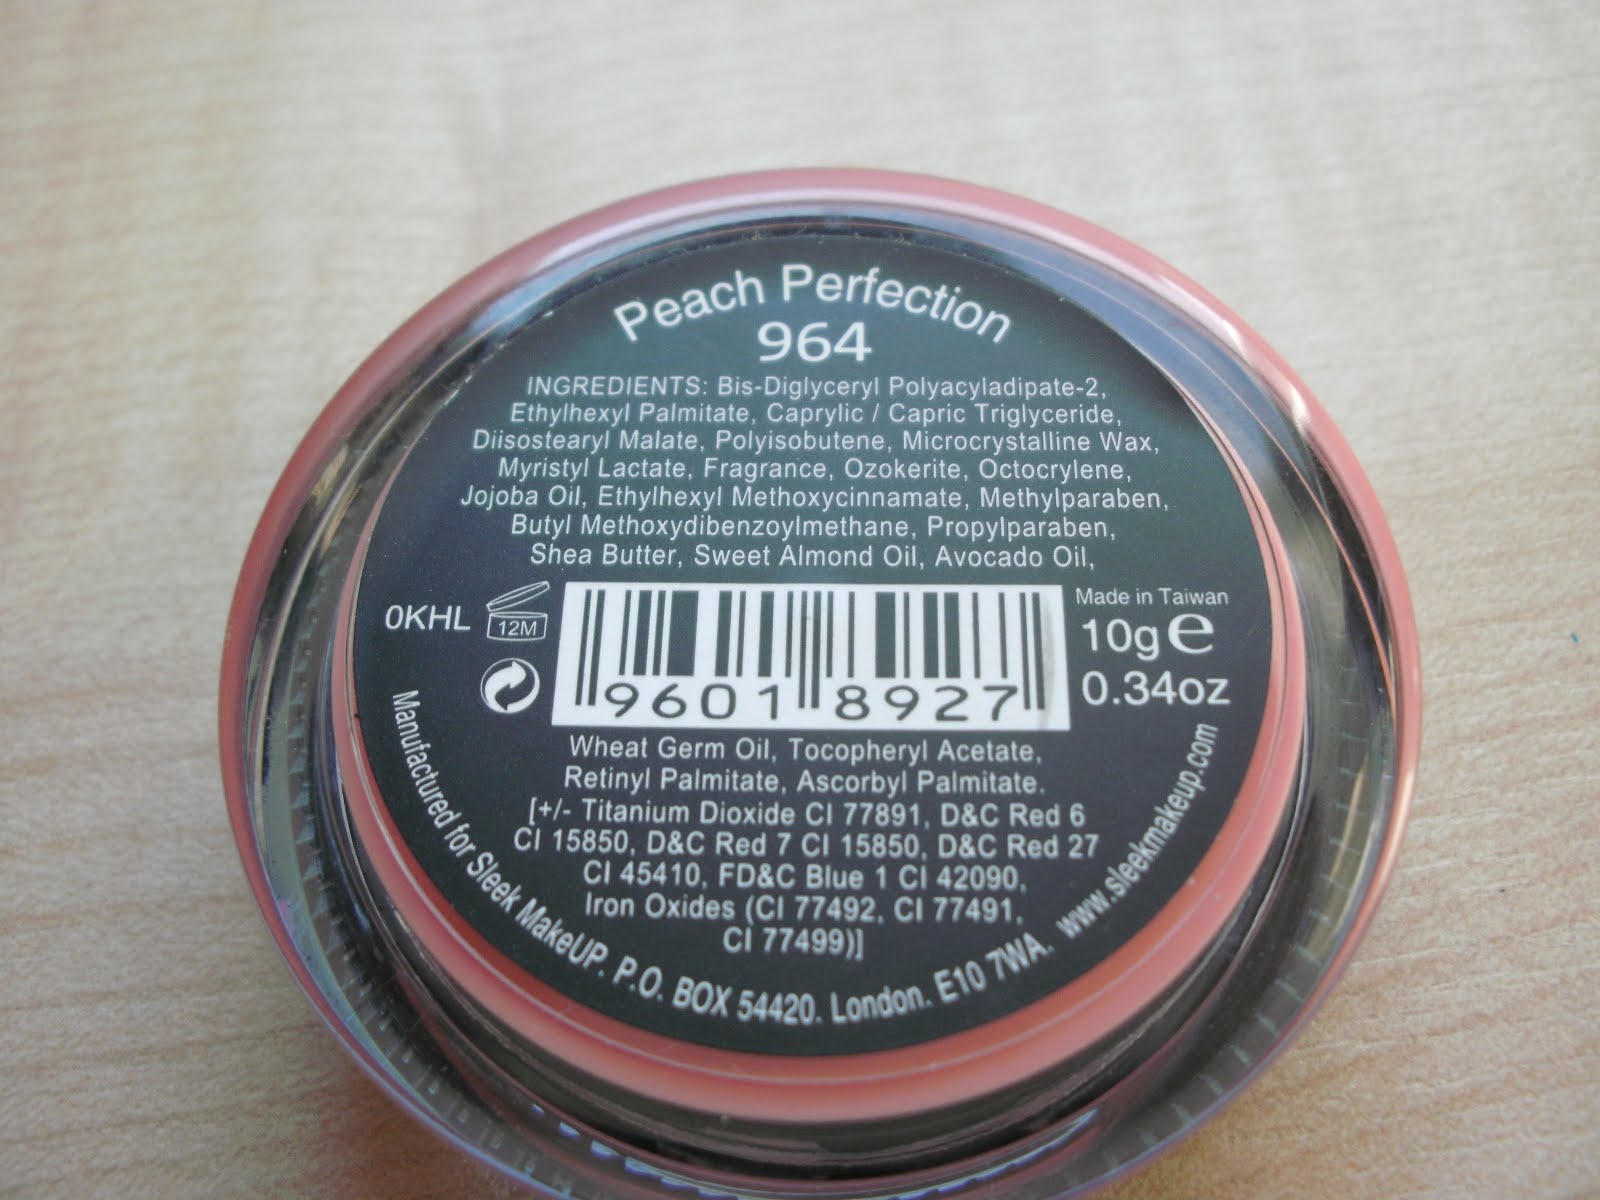 Peach Perfection
964
INGREDIENTS: Bis-Diglyceryl Polyacyladipate-2,
Ethylhexyl Palmitate, Caprylic / Capric Triglyceride,
Diisostearyl Malate, Polyisobutene, Microcrystalline Wax,
Myristyl Lactate, Fragrance, Ozokerite, Octocrylene,
Jojoba Oil, Ethylhexyl Methoxycinnamate, Methylparaben,
Butyl Methoxydibenzoylmethane, Propylparaben,
Shea Butter, Sweet Almond Oil, Avocado Oil,
0KHL
12M
9601 8927
Made in Taiwan
10g e
0.34oz
Wheat Germ Oil, Tocopheryl Acetate,
Retinyl Palmitate, Ascorbyl Palmitate.
[+/- Titanium Dioxide CI 77891, D&C Red 6
CI 15850, D&C Red 7 CI 15850, D&C Red 27
CI 45410, FD&C Blue 1 CI 42090,
Iron Oxides (CI 77492, CI 77491,
CI 77499)]
Manufactured for Sleek MakeUP. P.O. BOX 54420. London. E10 7WA. www.sleekmakeup.com